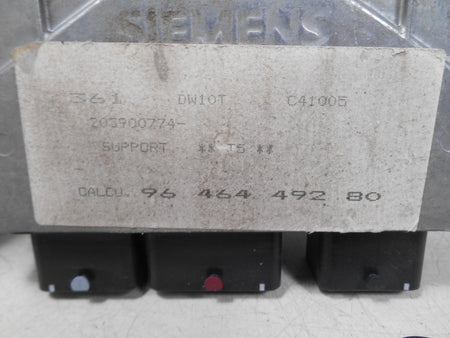 SIEMENS
361 DW10T C41005
203900774-
SUPPORT ** T5 **
-
CALCU. 96 464 492 80